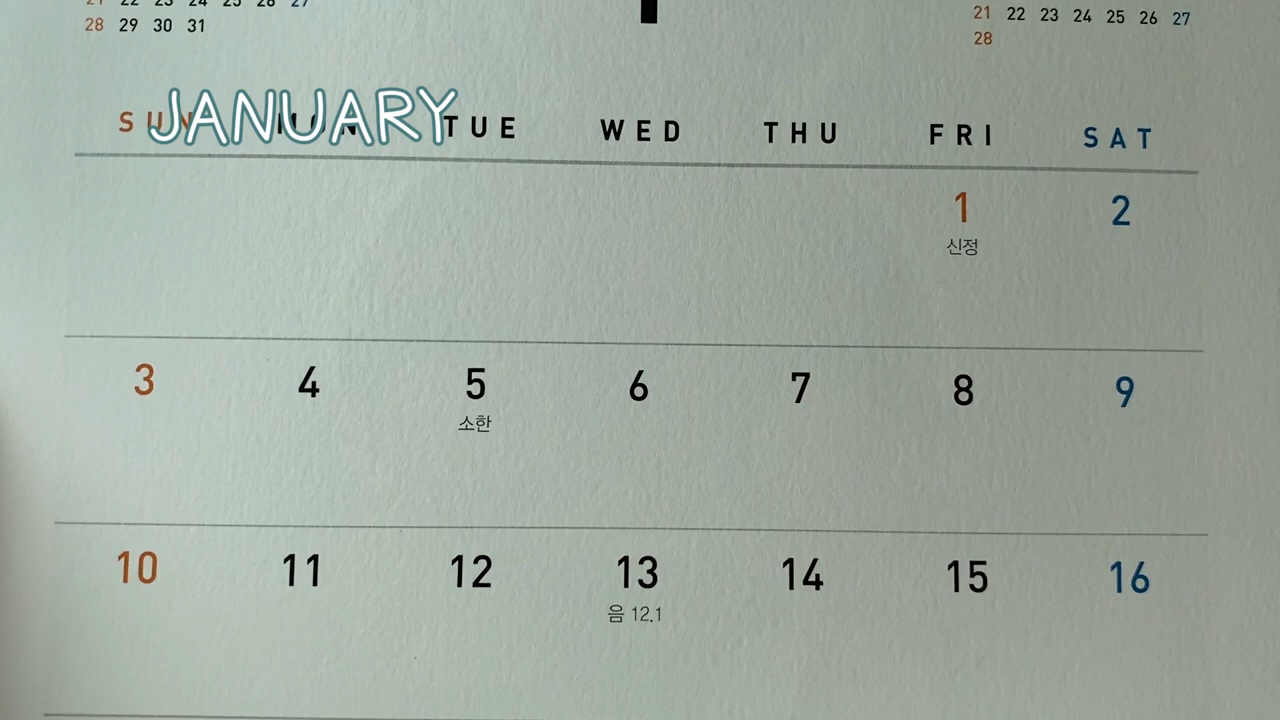 21 22 23 24 25 26 27
28 29 30 31
21 22 23 24 25 26 27
28
JANUARY
SUN MON TUE WED THU FRI SAT
1 2
신정
3 4 5 6 7 8 9
소한
10 11 12 13 14 15 16
음 12.1